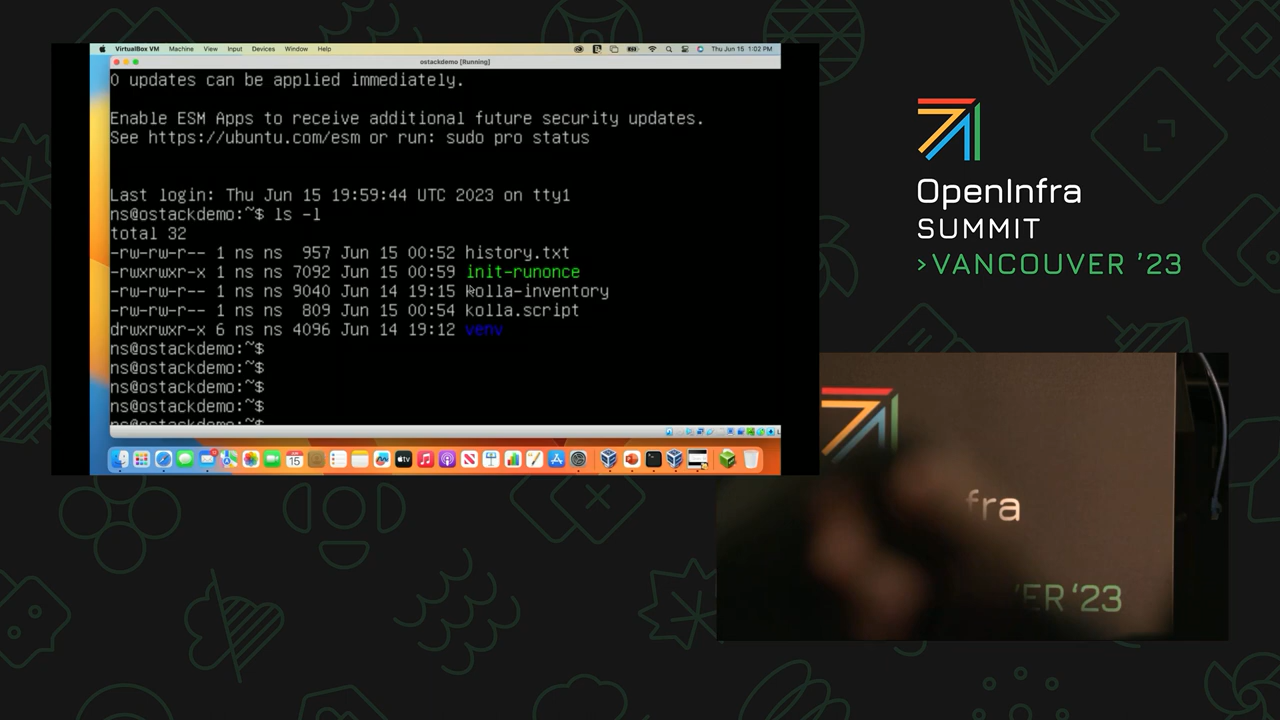 VirtualBox VM Machine View Input Devices Window Help
Thu Jun 15 1:02 PM
ostackdemo [Running]
0 updates can be applied immediately.
Enable ESM Apps to receive additional future security updates.
See https://ubuntu.com/esm or run: sudo pro status
Last login: Thu Jun 15 19:59:44 UTC 2023 on tty1
ns@ostackdemo:~$ ls -l
total 32
-rw-rw-r-- 1 ns ns  957 Jun 15 00:52 history.txt
-rwxrwxr-x 1 ns ns 7092 Jun 15 00:59 init-runonce
-rw-rw-r-- 1 ns ns 9040 Jun 14 19:15 kolla-inventory
-rw-rw-r-- 1 ns ns  809 Jun 15 00:54 kolla.script
drwxrwxr-x 6 ns ns 4096 Jun 14 19:12 venv
ns@ostackdemo:~$
ns@ostackdemo:~$
ns@ostackdemo:~$
ns@ostackdemo:~$
ns@ostackdemo:~$
JUN
15
tv
OpenInfra
SUMMIT
>VANCOUVER '23
fra
VER '23